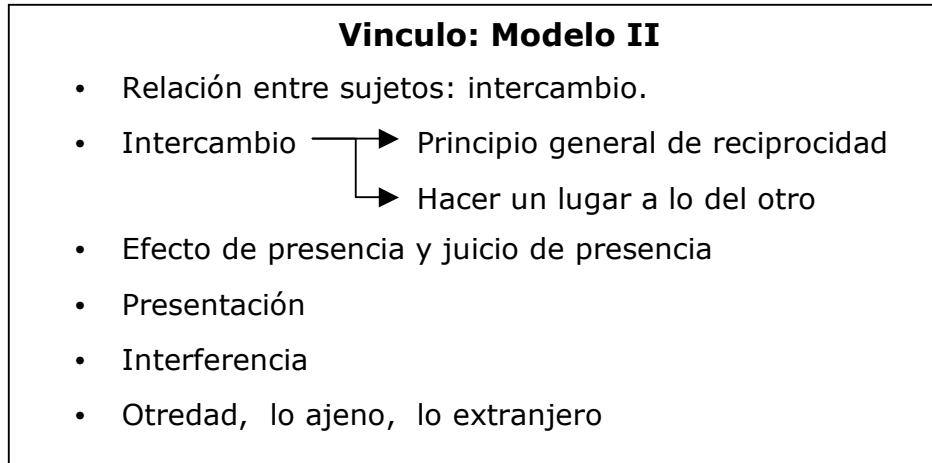 Vinculo: Modelo II
• Relación entre sujetos: intercambio.
• Intercambio Principio general de reciprocidad
Hacer un lugar a lo del otro
• Efecto de presencia y juicio de presencia
• Presentación
• Interferencia
• Otredad, lo ajeno, lo extranjero